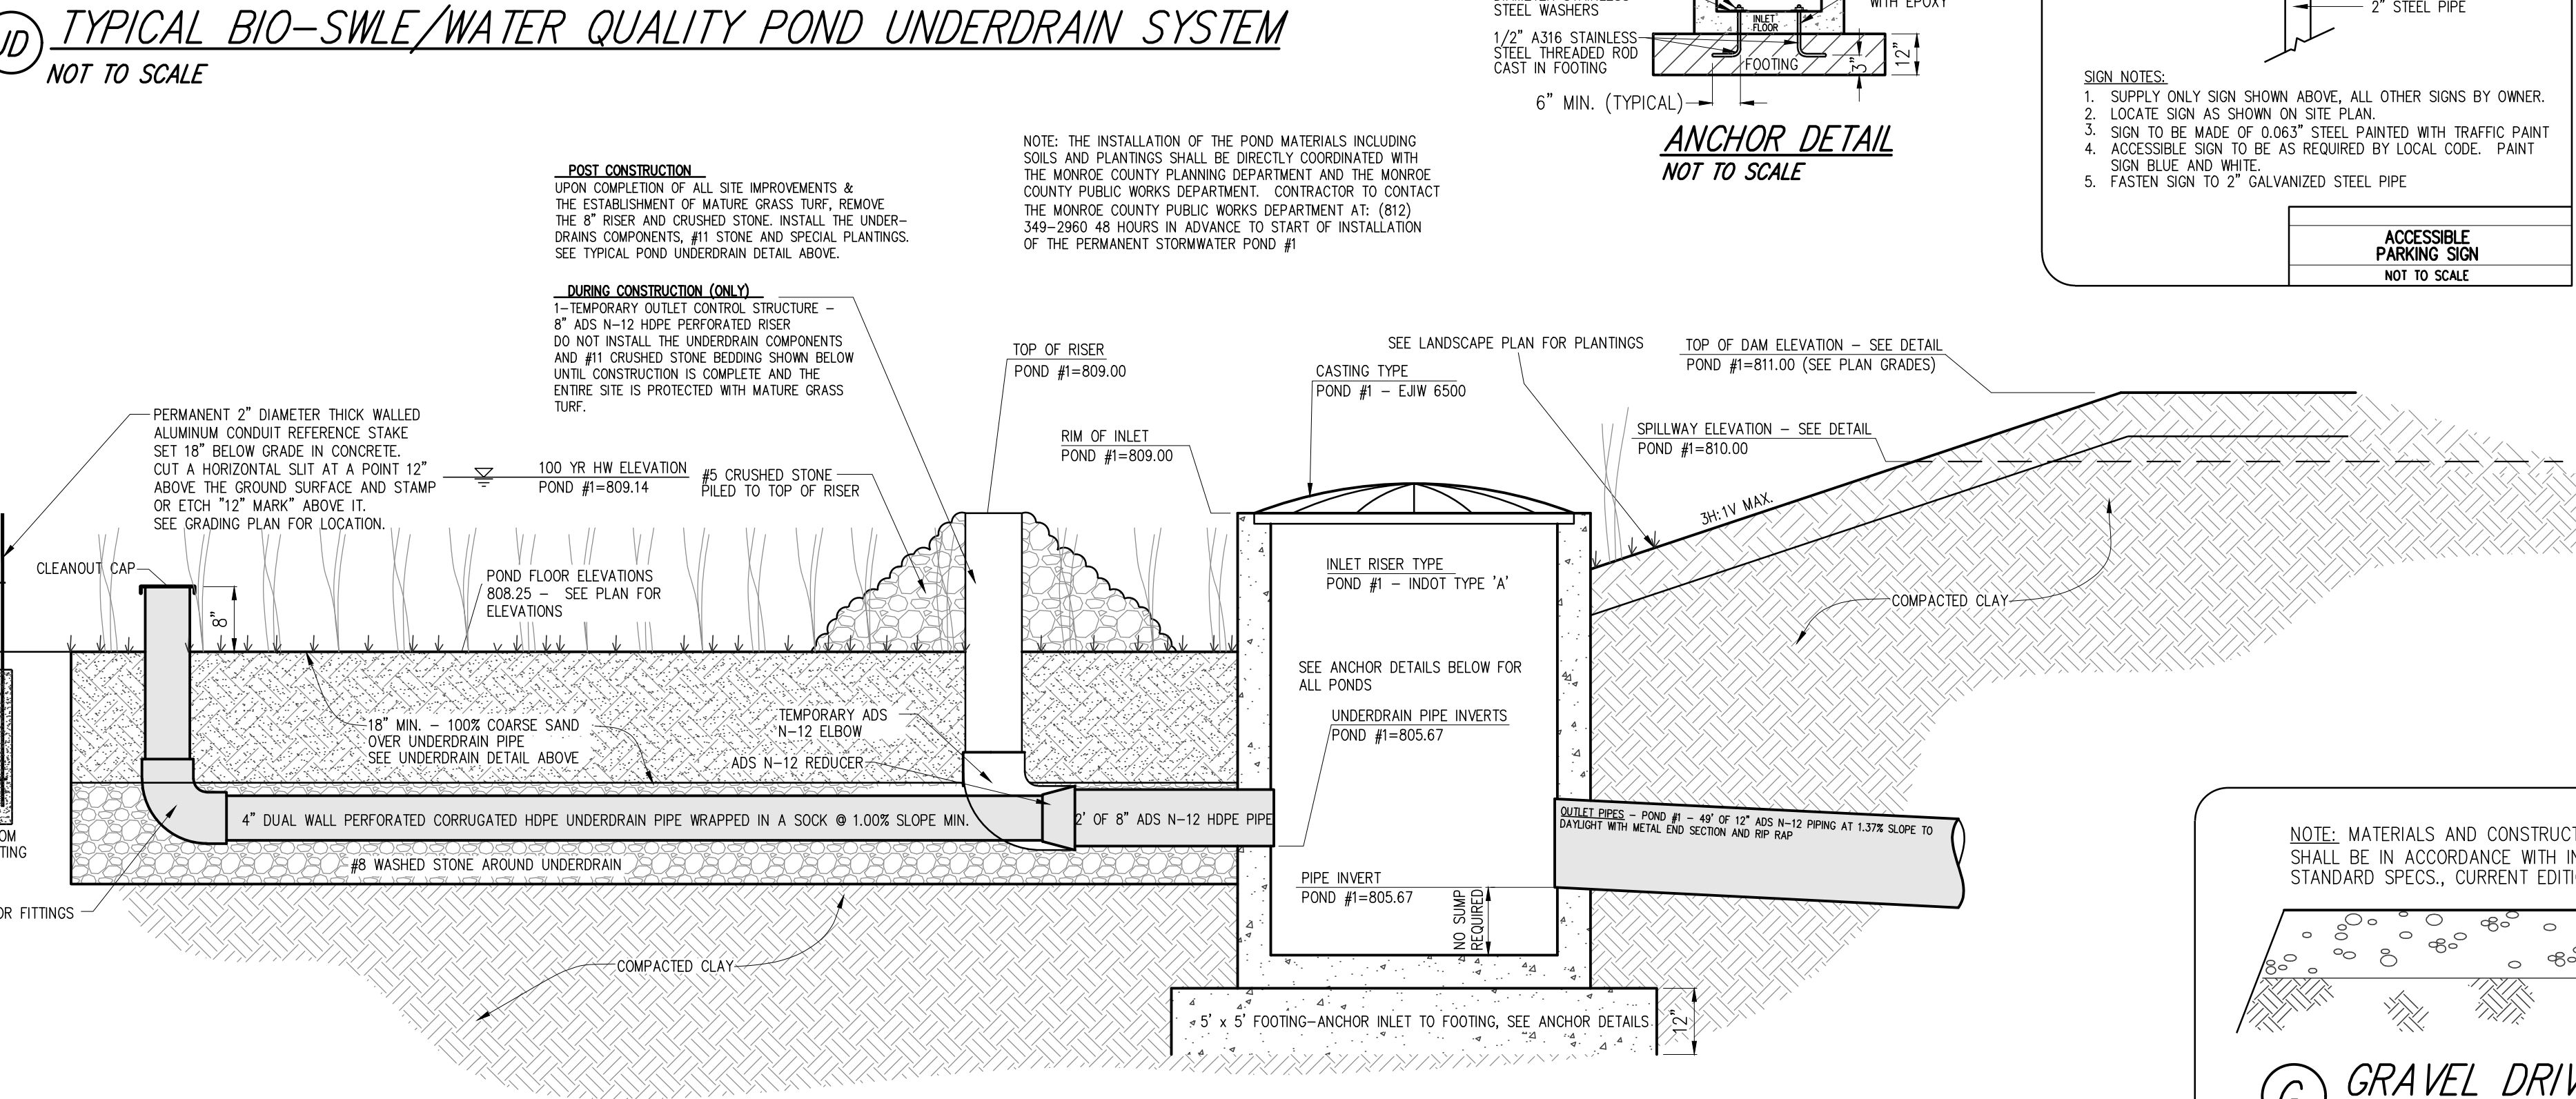 TYPICAL BIO-SWLE/WATER QUALITY POND UNDERDRAIN SYSTEM
NOT TO SCALE
STEEL WASHERS
1/2" A316 STAINLESS
STEEL THREADED ROD
CAST IN FOOTING
INLET
FLOOR
FOOTING
WITH EPOXY
3"
12"
6" MIN. (TYPICAL)
ANCHOR DETAIL
NOT TO SCALE
2" STEEL PIPE
SIGN NOTES:
1. SUPPLY ONLY SIGN SHOWN ABOVE, ALL OTHER SIGNS BY OWNER.
2. LOCATE SIGN AS SHOWN ON SITE PLAN.
3. SIGN TO BE MADE OF 0.063" STEEL PAINTED WITH TRAFFIC PAINT
4. ACCESSIBLE SIGN TO BE AS REQUIRED BY LOCAL CODE. PAINT
SIGN BLUE AND WHITE.
5. FASTEN SIGN TO 2" GALVANIZED STEEL PIPE
ACCESSIBLE
PARKING SIGN
NOT TO SCALE
POST CONSTRUCTION
UPON COMPLETION OF ALL SITE IMPROVEMENTS &
THE ESTABLISHMENT OF MATURE GRASS TURF, REMOVE
THE 8" RISER AND CRUSHED STONE. INSTALL THE UNDER-
DRAINS COMPONENTS, #11 STONE AND SPECIAL PLANTINGS.
SEE TYPICAL POND UNDERDRAIN DETAIL ABOVE.
NOTE: THE INSTALLATION OF THE POND MATERIALS INCLUDING
SOILS AND PLANTINGS SHALL BE DIRECTLY COORDINATED WITH
THE MONROE COUNTY PLANNING DEPARTMENT AND THE MONROE
COUNTY PUBLIC WORKS DEPARTMENT. CONTRACTOR TO CONTACT
THE MONROE COUNTY PUBLIC WORKS DEPARTMENT AT: (812)
349-2960 48 HOURS IN ADVANCE TO START OF INSTALLATION
OF THE PERMANENT STORMWATER POND #1
DURING CONSTRUCTION (ONLY)
1-TEMPORARY OUTLET CONTROL STRUCTURE -
8" ADS N-12 HDPE PERFORATED RISER
DO NOT INSTALL THE UNDERDRAIN COMPONENTS
AND #11 CRUSHED STONE BEDDING SHOWN BELOW
UNTIL CONSTRUCTION IS COMPLETE AND THE
ENTIRE SITE IS PROTECTED WITH MATURE GRASS
TURF.
PERMANENT 2" DIAMETER THICK WALLED
ALUMINUM CONDUIT REFERENCE STAKE
SET 18" BELOW GRADE IN CONCRETE.
CUT A HORIZONTAL SLIT AT A POINT 12"
ABOVE THE GROUND SURFACE AND STAMP
OR ETCH "12" MARK" ABOVE IT.
SEE GRADING PLAN FOR LOCATION.
100 YR HW ELEVATION
POND #1=809.14
#5 CRUSHED STONE
PILED TO TOP OF RISER
TOP OF RISER
POND #1=809.00
RIM OF INLET
POND #1=809.00
CASTING TYPE
POND #1 - EJIW 6500
SEE LANDSCAPE PLAN FOR PLANTINGS
TOP OF DAM ELEVATION - SEE DETAIL
POND #1=811.00 (SEE PLAN GRADES)
SPILLWAY ELEVATION - SEE DETAIL
POND #1=810.00
3H:1V MAX.
CLEANOUT CAP
8"
POND FLOOR ELEVATIONS
808.25 - SEE PLAN FOR
ELEVATIONS
INLET RISER TYPE
POND #1 - INDOT TYPE 'A'
COMPACTED CLAY
SEE ANCHOR DETAILS BELOW FOR
ALL PONDS
18" MIN. - 100% COARSE SAND
OVER UNDERDRAIN PIPE
SEE UNDERDRAIN DETAIL ABOVE
TEMPORARY ADS
N-12 ELBOW
ADS N-12 REDUCER
UNDERDRAIN PIPE INVERTS
POND #1=805.67
4" DUAL WALL PERFORATED CORRUGATED HDPE UNDERDRAIN PIPE WRAPPED IN A SOCK @ 1.00% SLOPE MIN.
2' OF 8" ADS N-12 HDPE PIPE
OUTLET PIPES - POND #1 - 49' OF 12" ADS N-12 PIPING AT 1.37% SLOPE TO
DAYLIGHT WITH METAL END SECTION AND RIP RAP
#8 WASHED STONE AROUND UNDERDRAIN
PIPE INVERT
POND #1=805.67
NO SUMP
REQUIRED
OR FITTINGS
COMPACTED CLAY
5' x 5' FOOTING-ANCHOR INLET TO FOOTING, SEE ANCHOR DETAILS
12"
NOTE: MATERIALS AND CONSTRUCT
SHALL BE IN ACCORDANCE WITH IN
STANDARD SPECS., CURRENT EDITI
GRAVEL DRIV